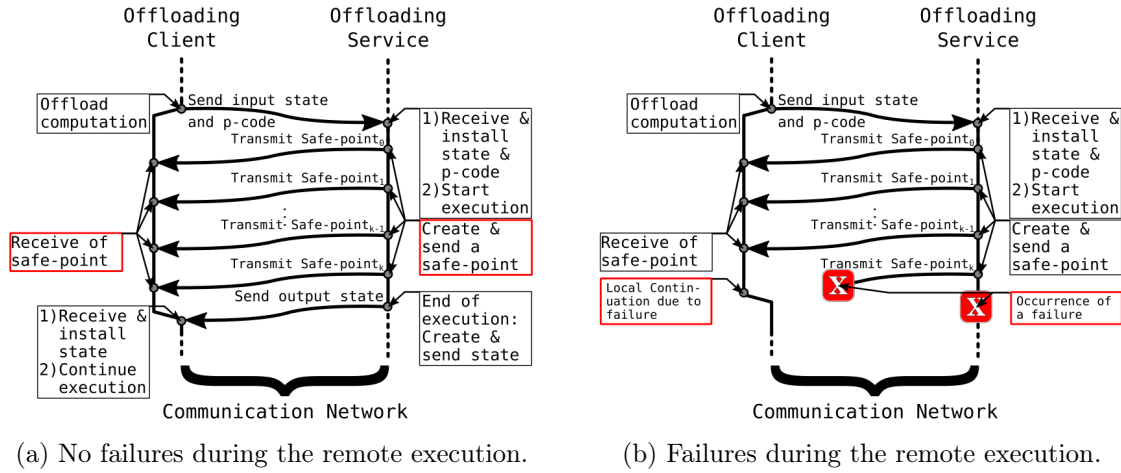 Offloading
Client
Offloading
Service
Offload
computation
Send input state
and p-code
Transmit Safe-point0
Transmit Safe-point1
:
Transmit Safe-pointk-1
Transmit Safe-pointk
Send output state
1)Receive &
install
state &
p-code
2)Start
execution
Create &
send a
safe-point
Receive of
safe-point
1)Receive &
install
state
2)Continue
execution
End of
execution:
Create &
send state
Communication Network
(a) No failures during the remote execution.
Offloading
Client
Offloading
Service
Offload
computation
Send input state
and p-code
Transmit Safe-point0
Transmit Safe-point1
:
Transmit Safe-pointk-1
Transmit Safe-pointk
1)Receive &
install
state &
p-code
2)Start
execution
Create &
send a
safe-point
Receive of
safe-point
Local Contin-
uation due to
failure
X
X
Occurrence of
a failure
Communication Network
(b) Failures during the remote execution.